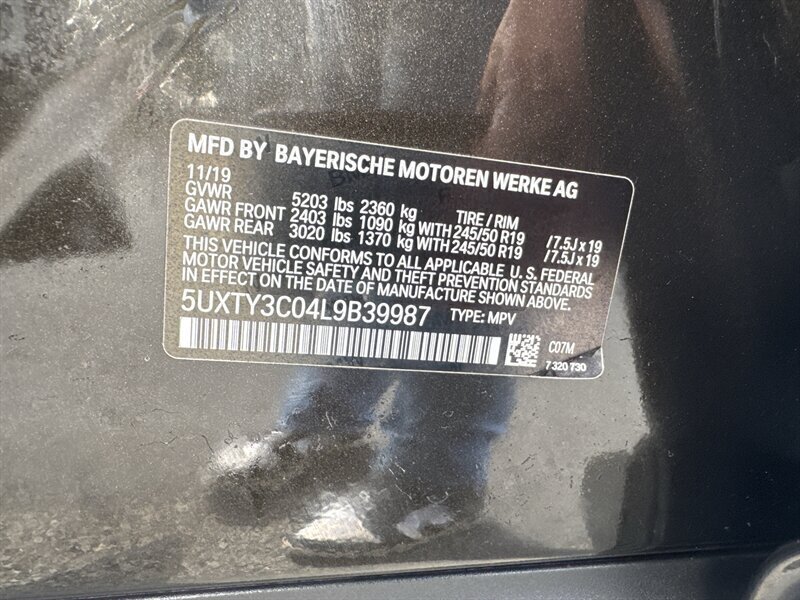 MFD BY BAYERISCHE MOTOREN WERKE AG
11/19
GVWR 5203 lbs 2360 kg TIRE / RIM
GAWR FRONT 2403 lbs 1090 kg WITH 245/50 R19 / 7.5J x 19
GAWR REAR 3020 lbs 1370 kg WITH 245/50 R19 / 7.5J x 19
THIS VEHICLE CONFORMS TO ALL APPLICABLE U. S. FEDERAL
MOTOR VEHICLE SAFETY AND THEFT PREVENTION STANDARDS
IN EFFECT ON THE DATE OF MANUFACTURE SHOWN ABOVE.
5UXTY3C04L9B39987 TYPE: MPV
C07M
7 320 730